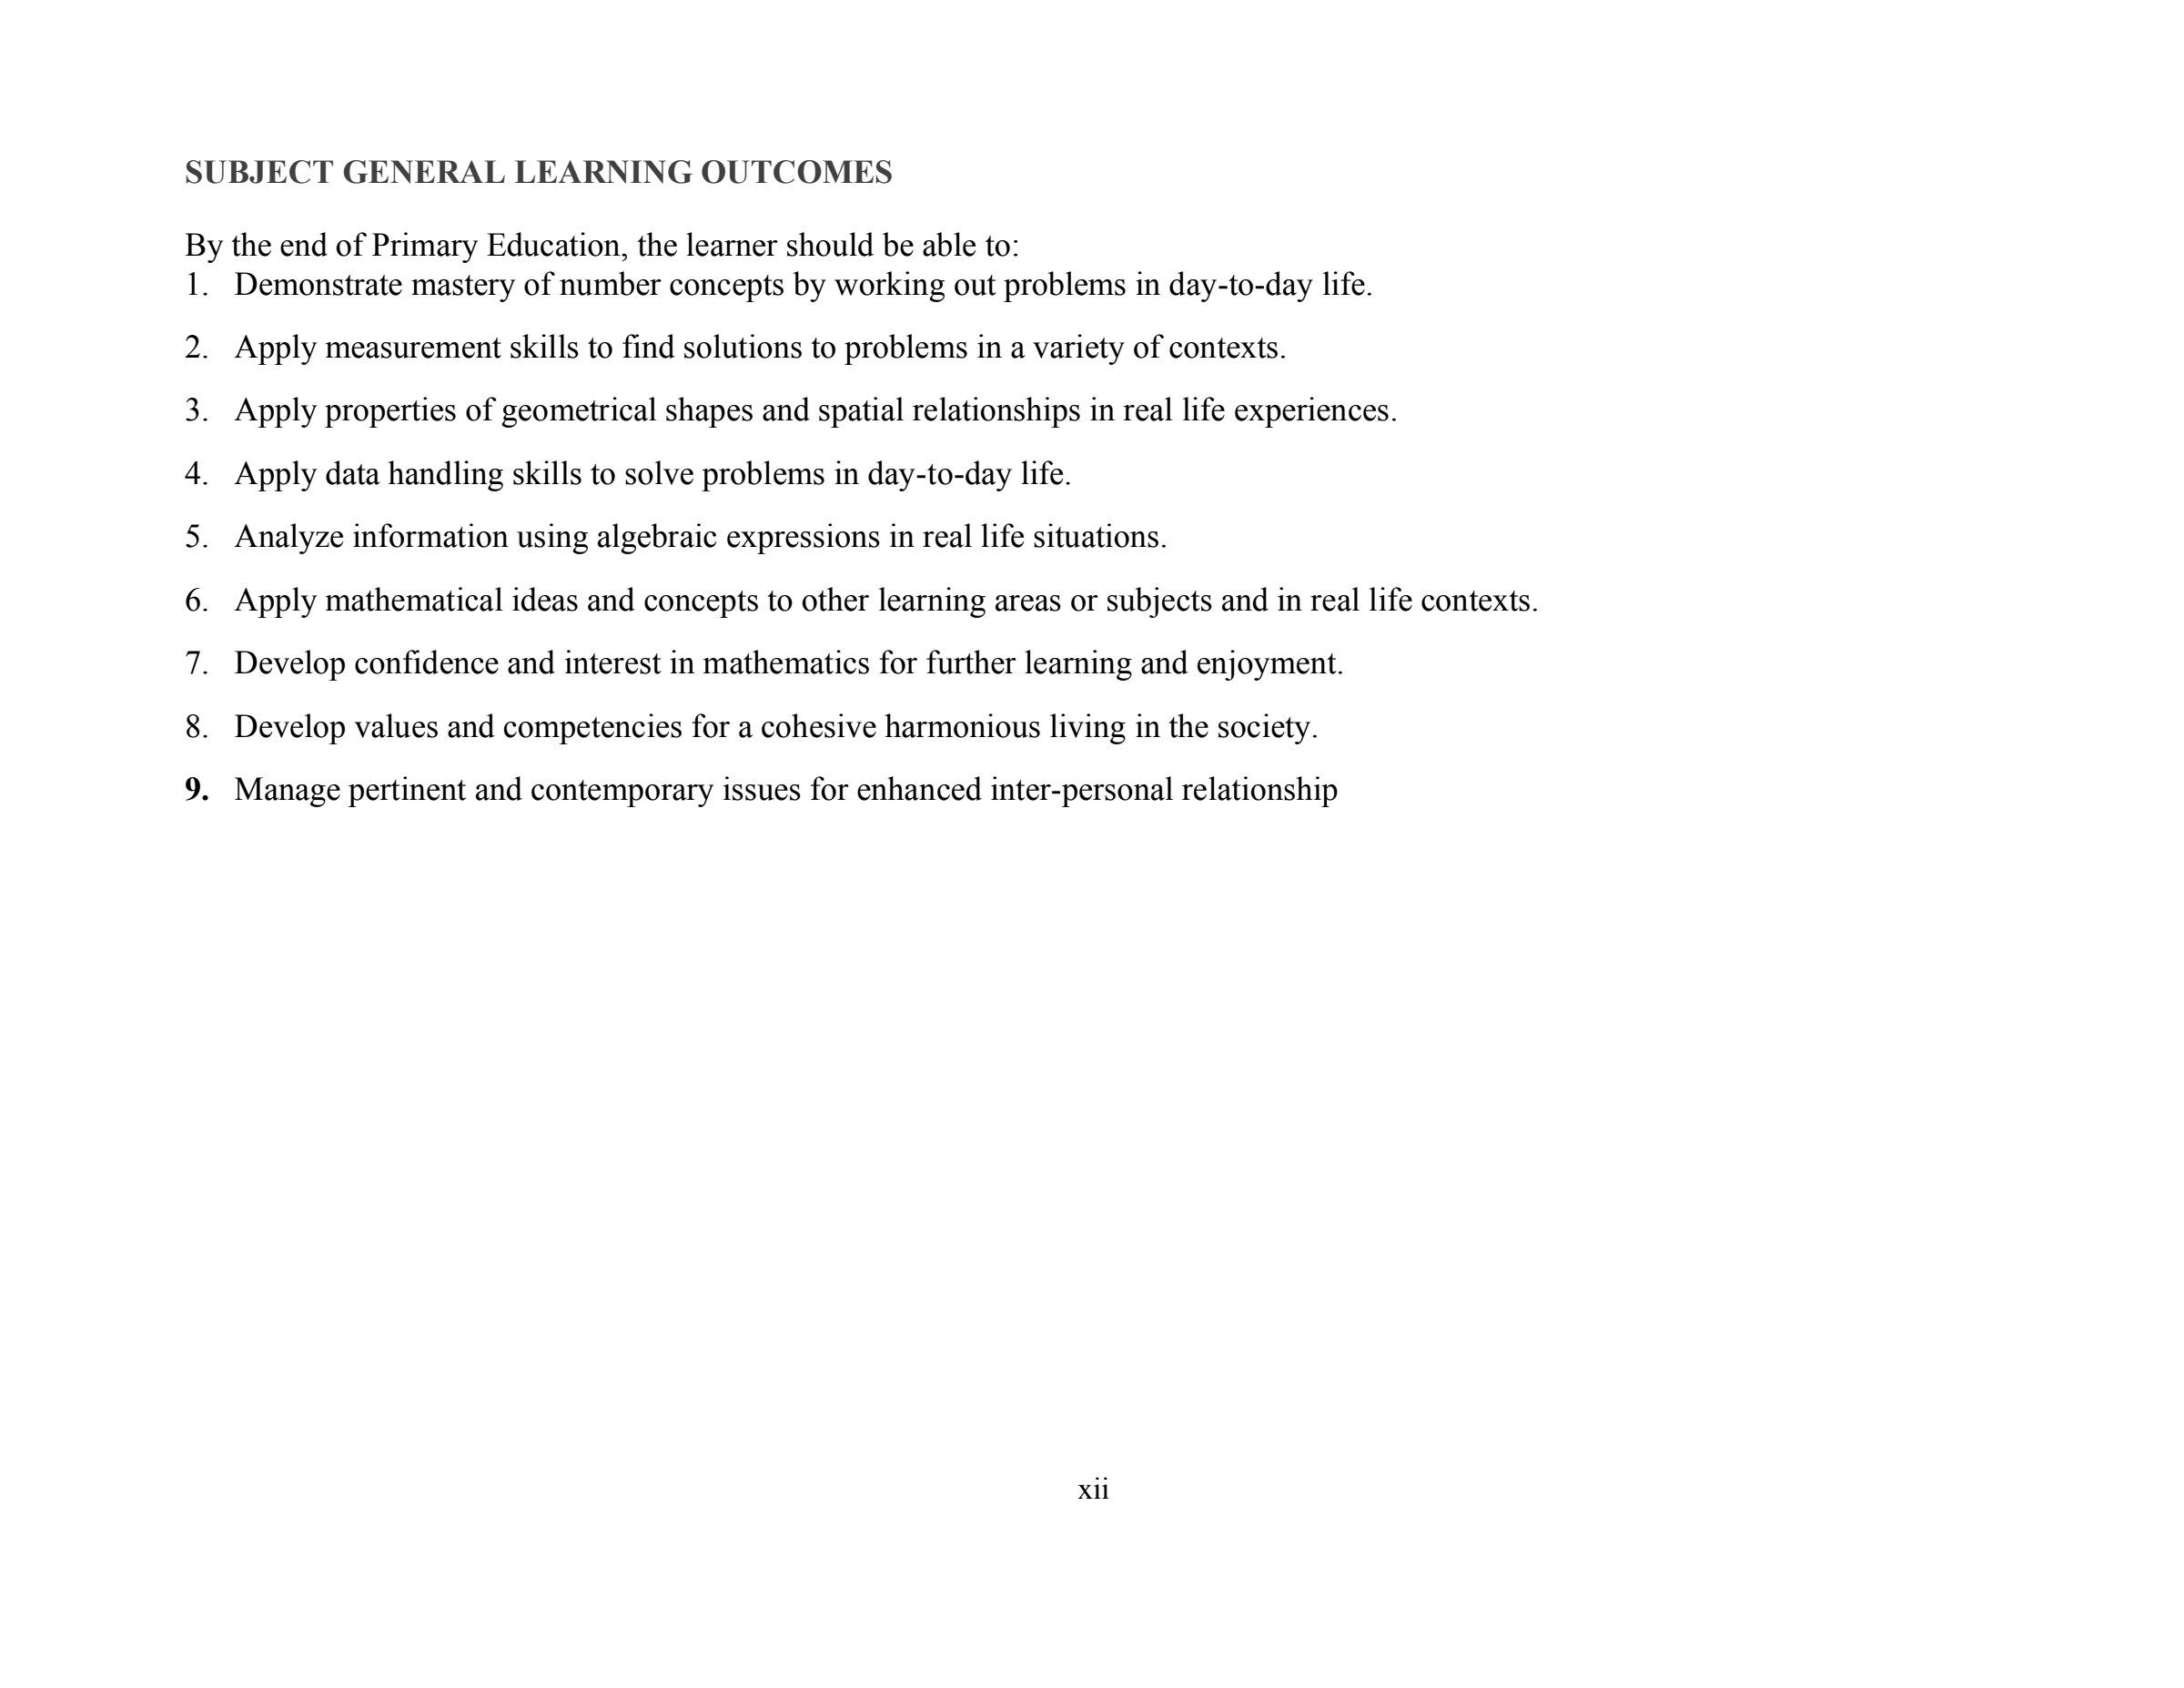 SUBJECT GENERAL LEARNING OUTCOMES
By the end of Primary Education, the learner should be able to:
1. Demonstrate mastery of number concepts by working out problems in day-to-day life.
2. Apply measurement skills to find solutions to problems in a variety of contexts.
3. Apply properties of geometrical shapes and spatial relationships in real life experiences.
4. Apply data handling skills to solve problems in day-to-day life.
5. Analyze information using algebraic expressions in real life situations.
6. Apply mathematical ideas and concepts to other learning areas or subjects and in real life contexts.
7. Develop confidence and interest in mathematics for further learning and enjoyment.
8. Develop values and competencies for a cohesive harmonious living in the society.
9. Manage pertinent and contemporary issues for enhanced inter-personal relationship
xii